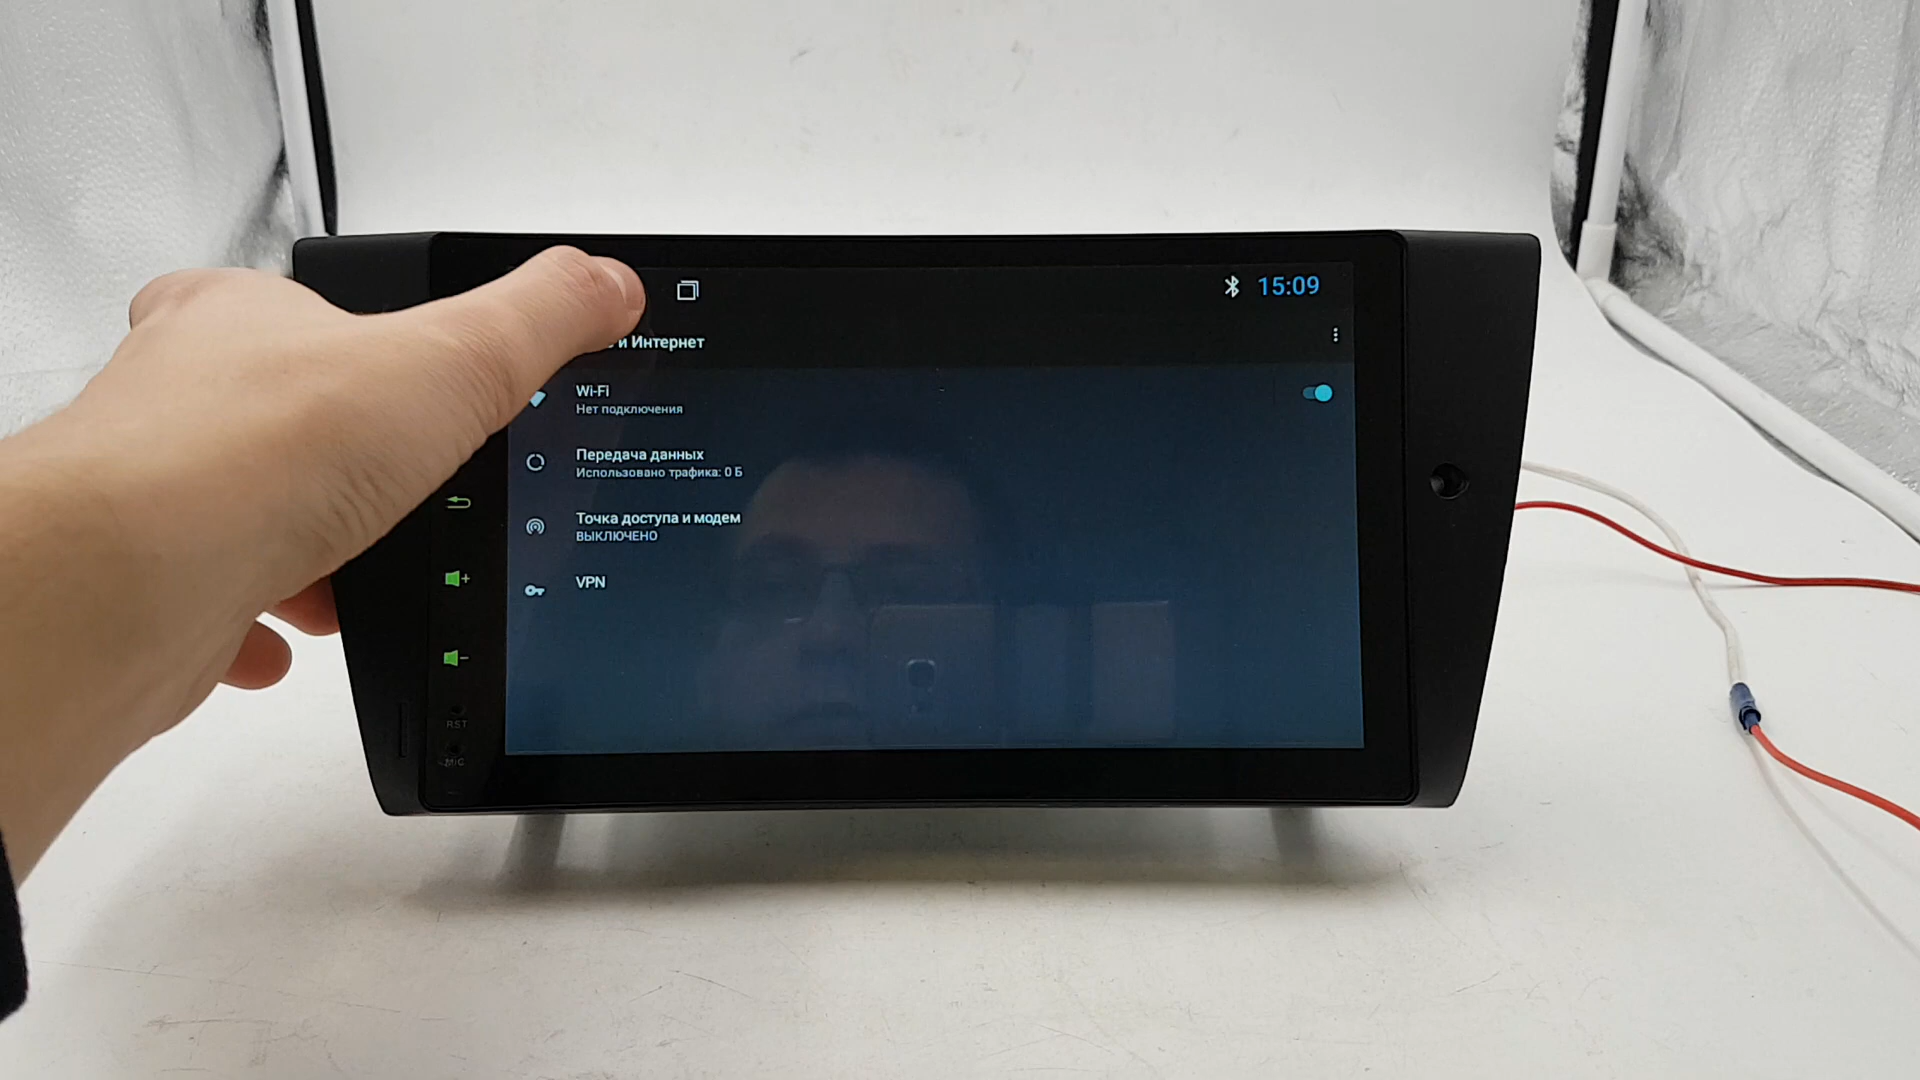 15:09
и Интернет
Wi-Fi
Нет подключения
Передача данных
Использовано трафика: 0 Б
Точка доступа и модем
ВЫКЛЮЧЕНО
VPN
RST
MIC